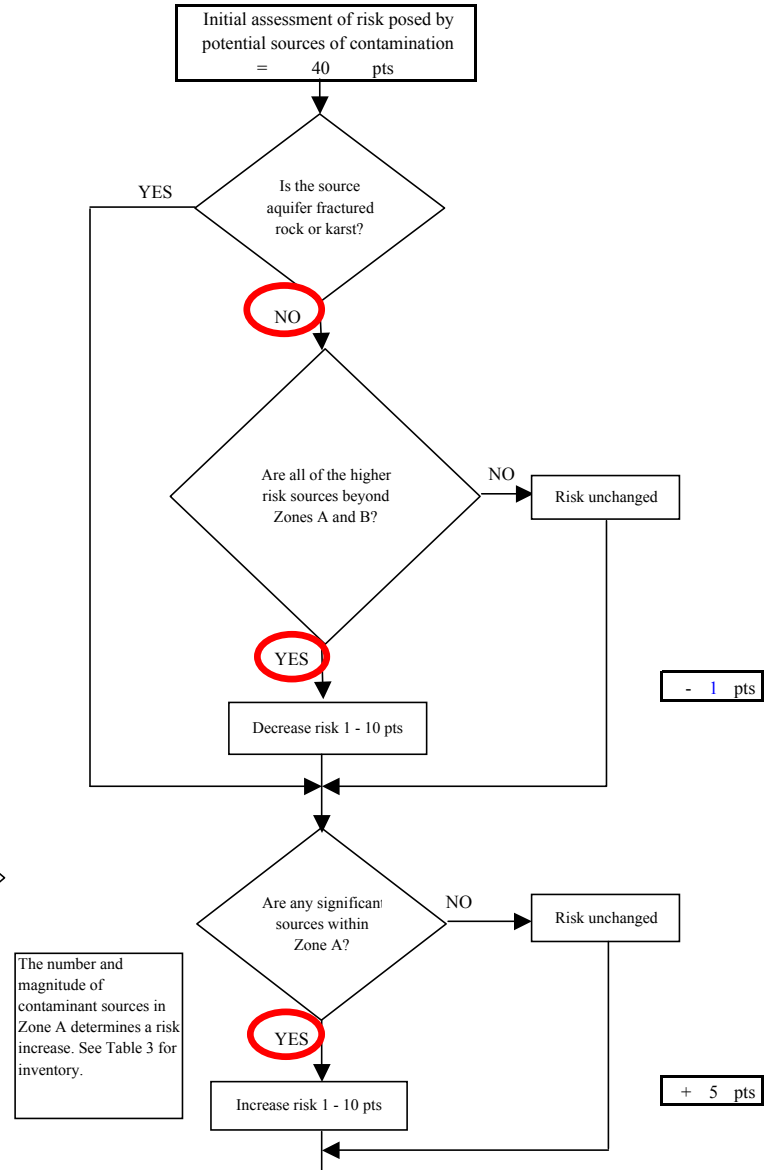 Initial assessment of risk posed by
potential sources of contamination
= 40 pts
YES
Is the source
aquifer fractured
rock or karst?
NO
Are all of the higher
risk sources beyond
Zones A and B?
NO
Risk unchanged
YES
- 1 pts
Decrease risk 1 - 10 pts
Are any significant
sources within
Zone A?
NO
Risk unchanged
The number and
magnitude of
contaminant sources in
Zone A determines a risk
increase. See Table 3 for
inventory.
YES
+ 5 pts
Increase risk 1 - 10 pts